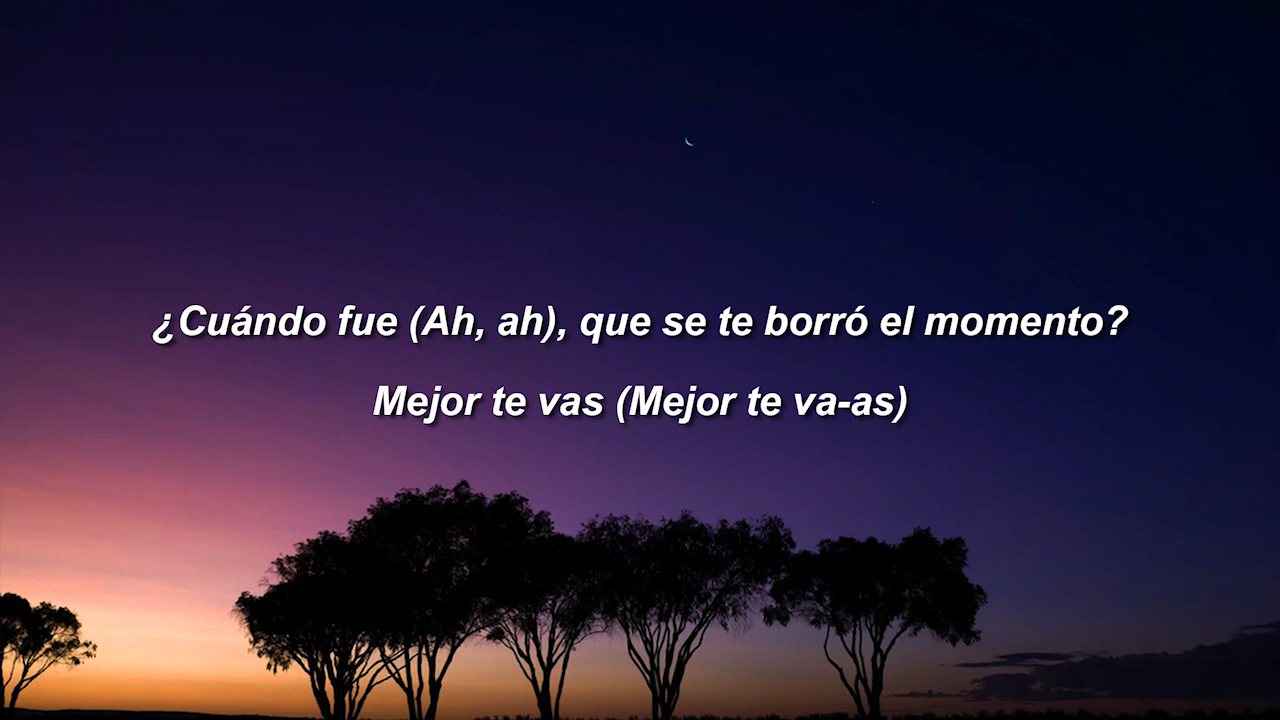 ¿Cuándo fue (Ah, ah), que se te borró el momento?
Mejor te vas (Mejor te va-as)